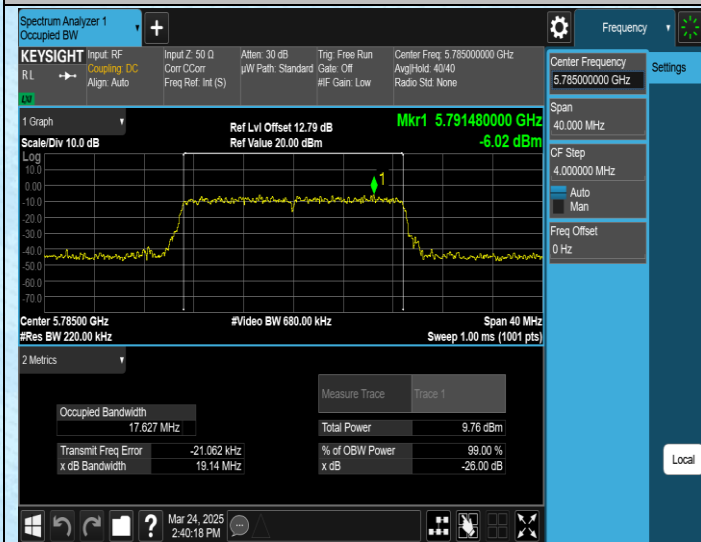 Spectrum Analyzer 1
Occupied BW
Frequency
KEYSIGHT
RL
LXI
Input: RF
Coupling: DC
Align: Auto
Input Z: 50 Ω
Corr CCorr
Freq Ref: Int (S)
Atten: 30 dB
µW Path: Standard
Trig: Free Run
Gate: Off
#IF Gain: Low
Center Freq: 5.785000000 GHz
Avg|Hold: 40/40
Radio Std: None
Center Frequency
5.785000000 GHz
Settings
Span
40.000 MHz
CF Step
4.000000 MHz
Auto
Man
Freq Offset
0 Hz
1 Graph
Scale/Div 10.0 dB
Ref Lvl Offset 12.79 dB
Ref Value 20.00 dBm
Mkr1 5.791480000 GHz
-6.02 dBm
Log
10.0
0.00
-10.0
-20.0
-30.0
-40.0
-50.0
-60.0
-70.0
1
Center 5.78500 GHz
#Res BW 220.00 kHz
#Video BW 680.00 kHz
Span 40 MHz
Sweep 1.00 ms (1001 pts)
2 Metrics
Measure Trace
Trace 1
Occupied Bandwidth
17.627 MHz
Total Power
9.76 dBm
Transmit Freq Error
-21.062 kHz
% of OBW Power
99.00 %
x dB Bandwidth
19.14 MHz
x dB
-26.00 dB
Local
?
Mar 24, 2025
2:40:18 PM